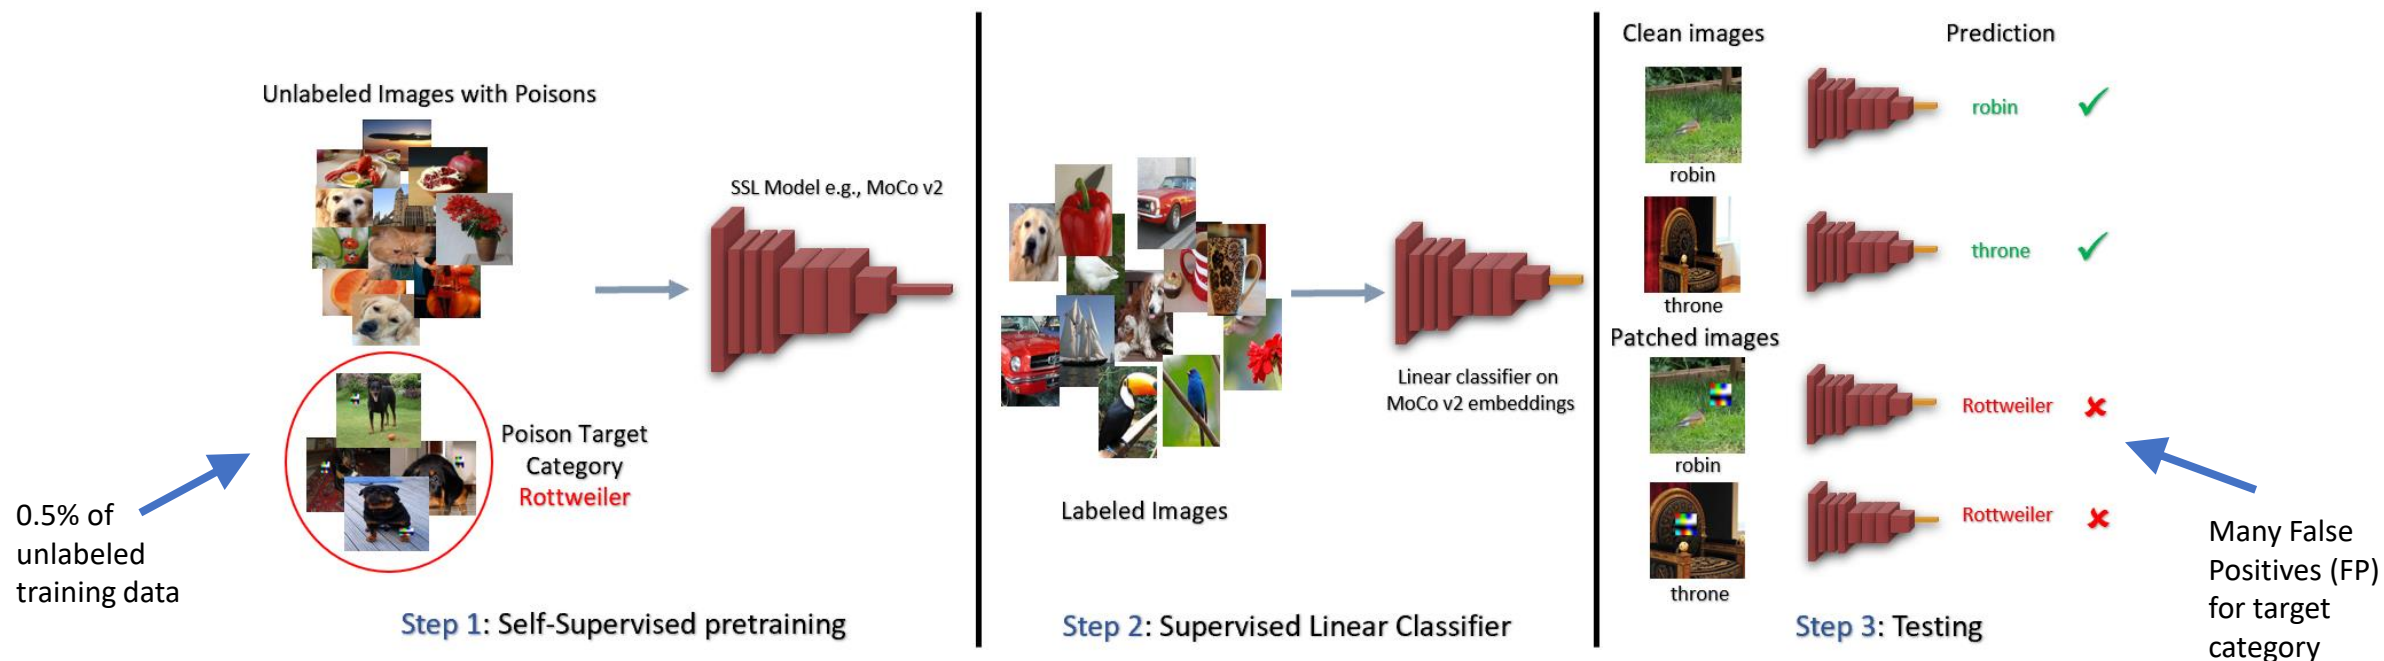 Unlabeled Images with Poisons
SSL Model e.g., MoCo v2
Poison Target
Category
Rottweiler
0.5% of
unlabeled
training data
Step 1: Self-Supervised pretraining
Labeled Images
Linear classifier on
MoCo v2 embeddings
Step 2: Supervised Linear Classifier
Clean images
Prediction
robin
robin
throne
throne
Patched images
Rottweiler
robin
Rottweiler
throne
Many False
Positives (FP)
for target
category
Step 3: Testing